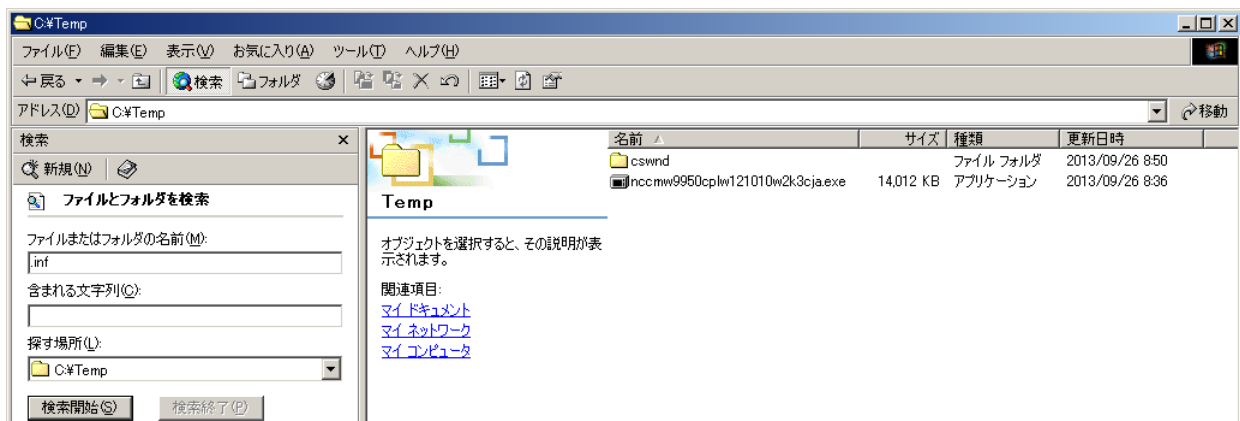 C:¥Temp
ファイル(F) 編集(E) 表示(V) お気に入り(A) ツール(T) ヘルプ(H)
戻る 検索 フォルダ
アドレス(D) C:¥Temp 移動
検索
新規(N)
ファイルとフォルダを検索
ファイルまたはフォルダの名前(M):
.inf
含まれる文字列(C):
探す場所(L):
C:¥Temp
検索開始(S) 検索終了(P)
Temp
オブジェクトを選択すると、その説明が表
示されます。
関連項目:
マイ ドキュメント
マイ ネットワーク
マイ コンピュータ
名前 サイズ 種類 更新日時
cswnd ファイル フォルダ 2013/09/26 8:50
nccmw9950cplw121010w2k3cja.exe 14,012 KB アプリケーション 2013/09/26 8:36